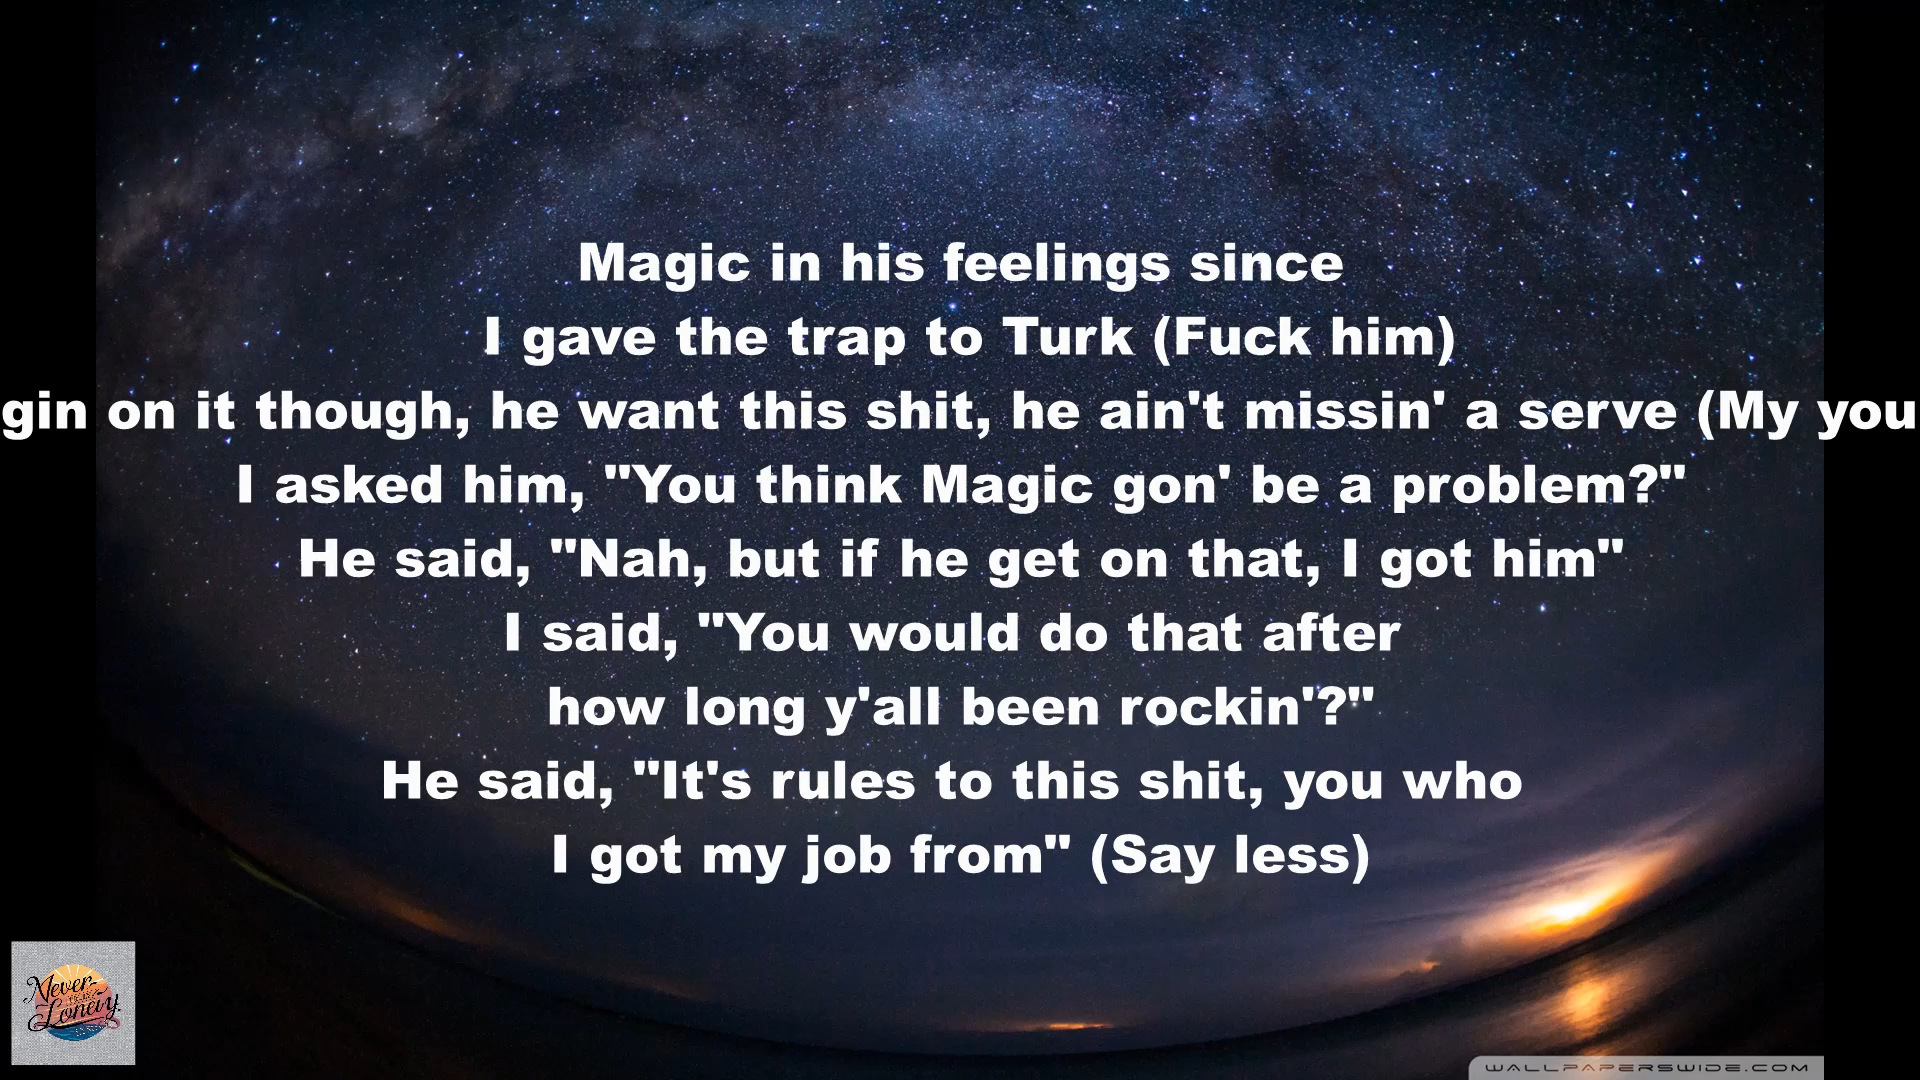 Magic in his feelings since
I gave the trap to Turk (Fuck him)
gin on it though, he want this shit, he ain't missin' a serve (My you
I asked him, "You think Magic gon' be a problem?"
He said, "Nah, but if he get on that, I got him"
I said, "You would do that after
how long y'all been rockin'?"
He said, "It's rules to this shit, you who
I got my job from" (Say less)
Never
WALLPAPERSWIDE.COM